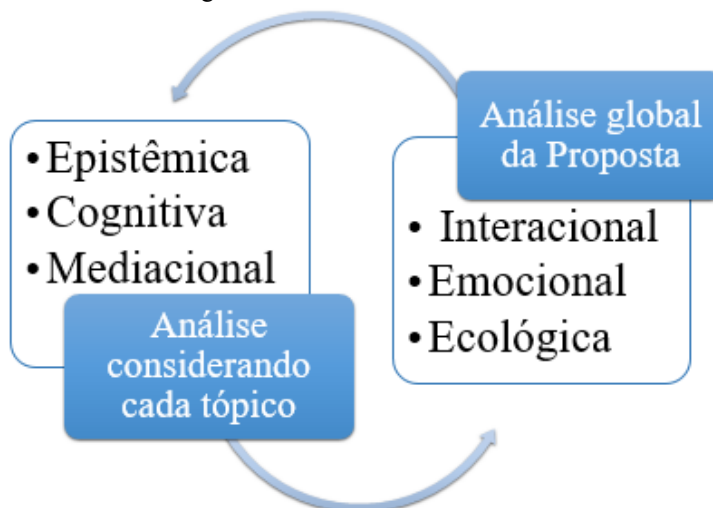 •Epistêmica
•Cognitiva
•Mediacional
Análise
considerando
cada tópico
Análise global
da Proposta
• Interacional
•Emocional
•Ecológica